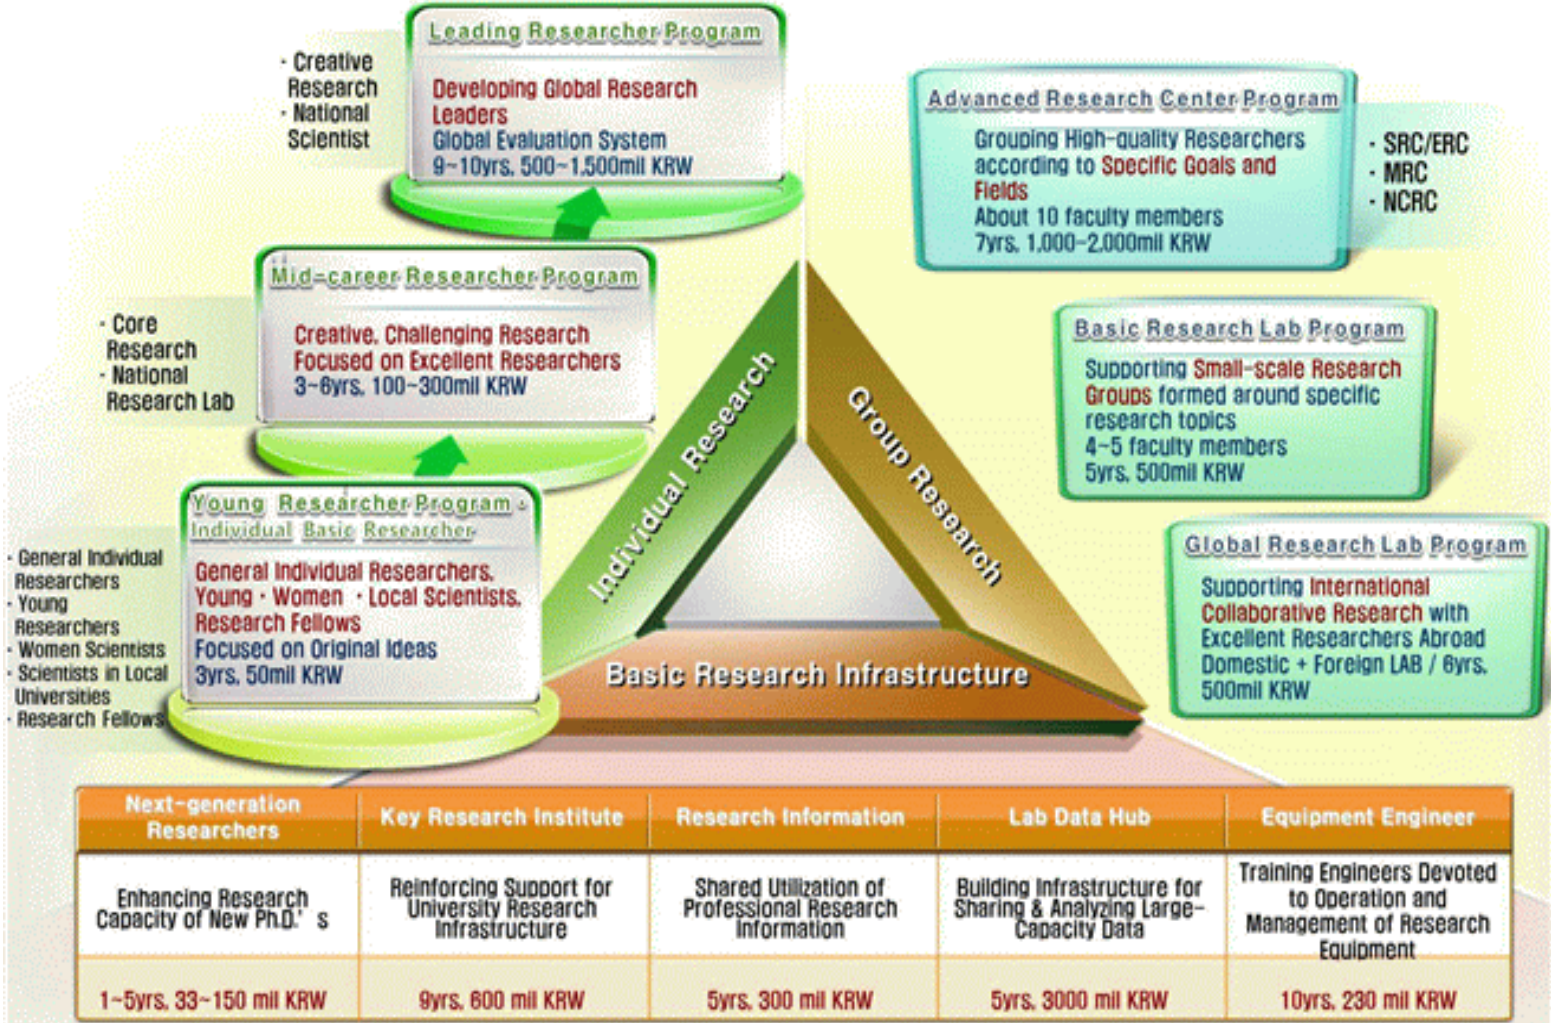 Leading Researcher Program
Developing Global Research
Leaders
Global Evaluation System
9~10yrs, 500~1,500mil KRW
· Creative
Research
· National
Scientist
Mid-career Researcher Program
Creative, Challenging Research
Focused on Excellent Researchers
3~6yrs, 100~300mil KRW
· Core
Research
· National
Research Lab
Young Researcher Program ·
Individual Basic Researcher
General Individual Researchers,
Young · Women · Local Scientists,
Research Fellows
Focused on Original Ideas
3yrs, 50mil KRW
· General Individual
Researchers
· Young
Researchers
· Women Scientists
· Scientists in Local
Universities
· Research Fellows
Individual Research
Group Research
Basic Research Infrastructure
Advanced Research Center Program
Grouping High-quality Researchers
according to Specific Goals and
Fields
About 10 faculty members
7yrs, 1,000-2,000mil KRW
· SRC/ERC
· MRC
· NCRC
Basic Research Lab Program
Supporting Small-scale Research
Groups formed around specific
research topics
4~5 faculty members
5yrs, 500mil KRW
Global Research Lab Program
Supporting International
Collaborative Research with
Excellent Researchers Abroad
Domestic + Foreign LAB / 6yrs,
500mil KRW
Next-generation
Researchers
Enhancing Research
Capacity of New Ph.D.' s
1~5yrs, 33~150 mil KRW
Key Research Institute
Reinforcing Support for
University Research
Infrastructure
9yrs, 600 mil KRW
Research Information
Shared Utilization of
Professional Research
Information
5yrs, 300 mil KRW
Lab Data Hub
Building Infrastructure for
Sharing & Analyzing Large-
Capacity Data
5yrs, 3000 mil KRW
Equipment Engineer
Training Engineers Devoted
to Operation and
Management of Research
Equipment
10yrs, 230 mil KRW